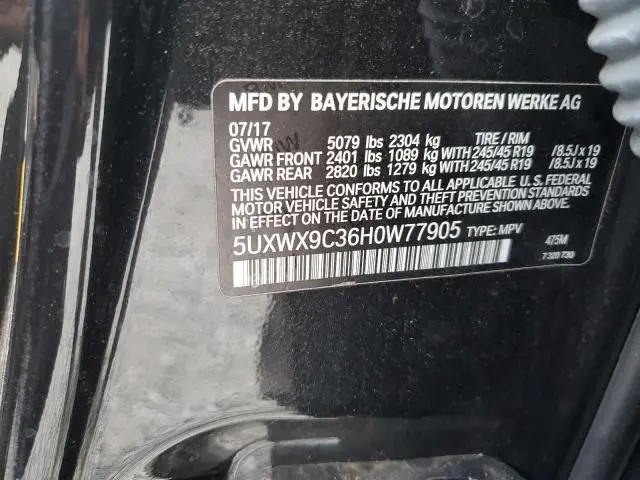 MFD BY BAYERISCHE MOTOREN WERKE AG
07/17
GVWR 5079 lbs 2304 kg TIRE / RIM
GAWR FRONT 2401 lbs 1089 kg WITH 245/45 R19 /8.5J x 19
GAWR REAR 2820 lbs 1279 kg WITH 245/45 R19 /8.5J x 19
THIS VEHICLE CONFORMS TO ALL APPLICABLE U. S. FEDERAL
MOTOR VEHICLE SAFETY AND THEFT PREVENTION STANDARDS
IN EFFECT ON THE DATE OF MANUFACTURE SHOWN ABOVE.
5UXWX9C36H0W77905 TYPE: MPV
475M
7320730